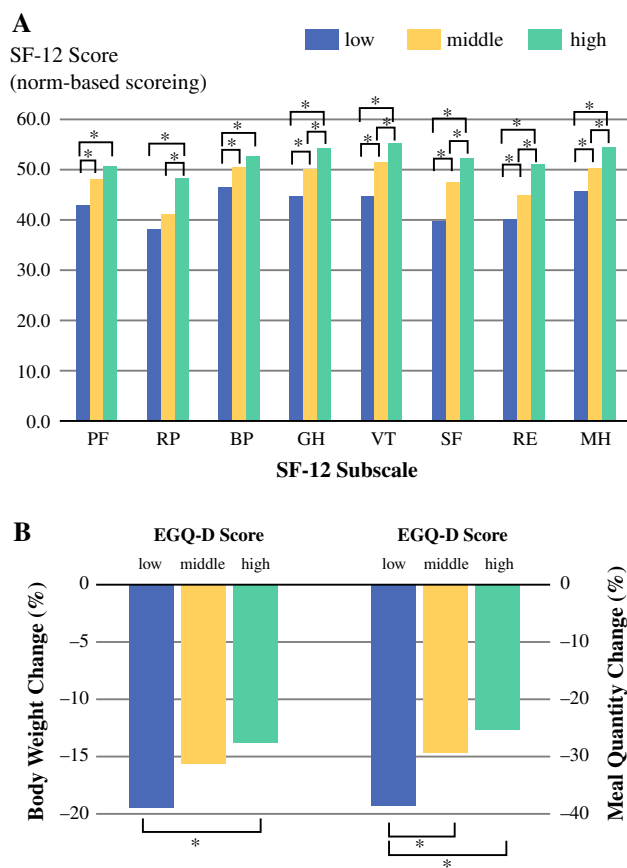 A
SF-12 Score
(norm-based scoreing)
low middle high
60.0
50.0
40.0
30.0
20.0
10.0
0.0
* * * * * * * * * * * * * * * * * * * * *
PF RP BP GH VT SF RE MH
SF-12 Subscale
B
EGQ-D Score EGQ-D Score
low middle high low middle high
Body Weight Change (%)
0
–5
–10
–15
–20
Meal Quantity Change (%)
0
–10
–20
–30
–40
*
*
*